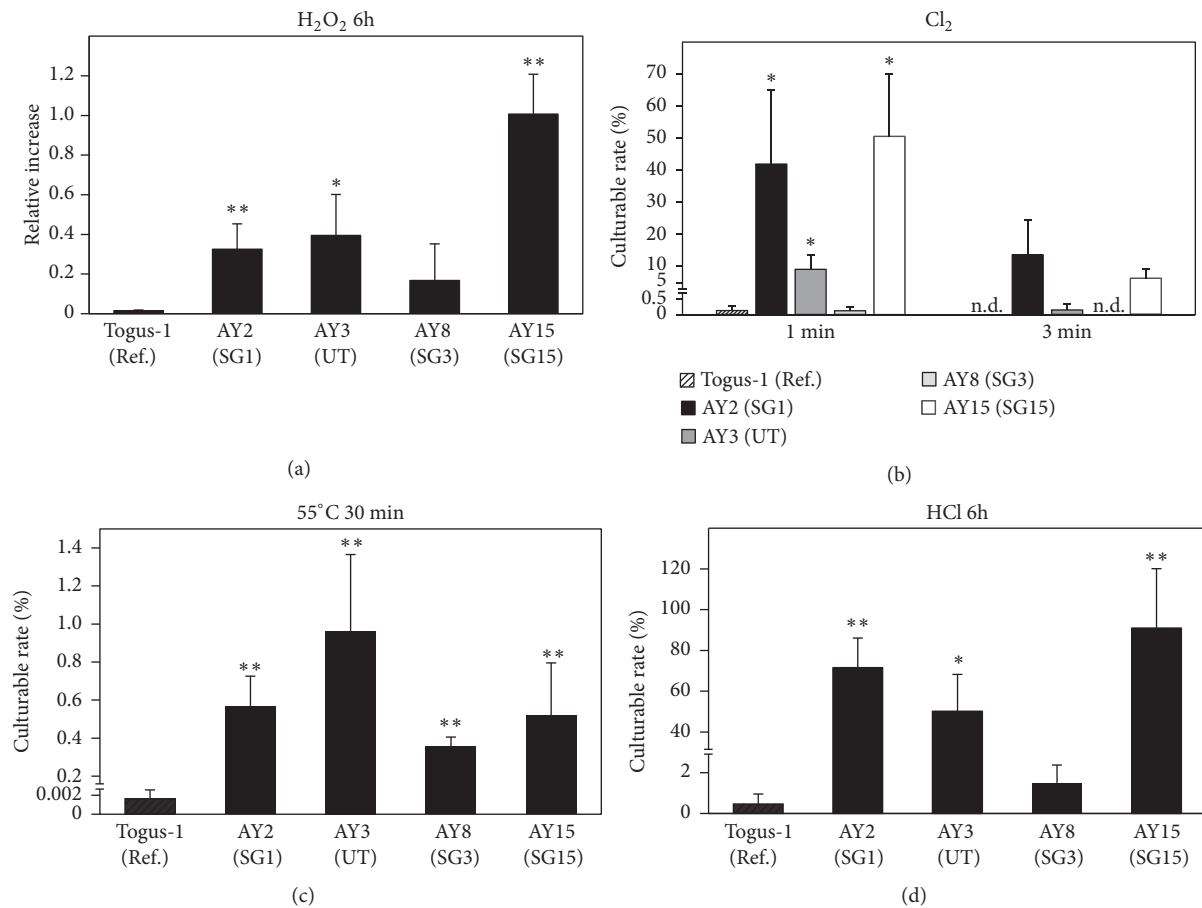 H2O2 6h
Relative increase
1.2
1.0
0.8
0.6
0.4
0.2
0
**
*
**
Togus-1 AY2 AY3 AY8 AY15
(Ref.) (SG1) (UT) (SG3) (SG15)
(a)
Cl2
Culturable rate (%)
70
60
50
40
30
20
10
5
0.5
0
*
*
*
n.d. n.d.
1 min 3 min
Togus-1 (Ref.) AY8 (SG3)
AY2 (SG1) AY15 (SG15)
AY3 (UT)
(b)
55°C 30 min
Culturable rate (%)
1.4
1.2
1.0
0.8
0.6
0.4
0.2
0.002
0
**
**
**
**
Togus-1 AY2 AY3 AY8 AY15
(Ref.) (SG1) (UT) (SG3) (SG15)
(c)
HCl 6h
Culturable rate (%)
120
100
80
60
40
2
0
**
*
**
Togus-1 AY2 AY3 AY8 AY15
(Ref.) (SG1) (UT) (SG3) (SG15)
(d)